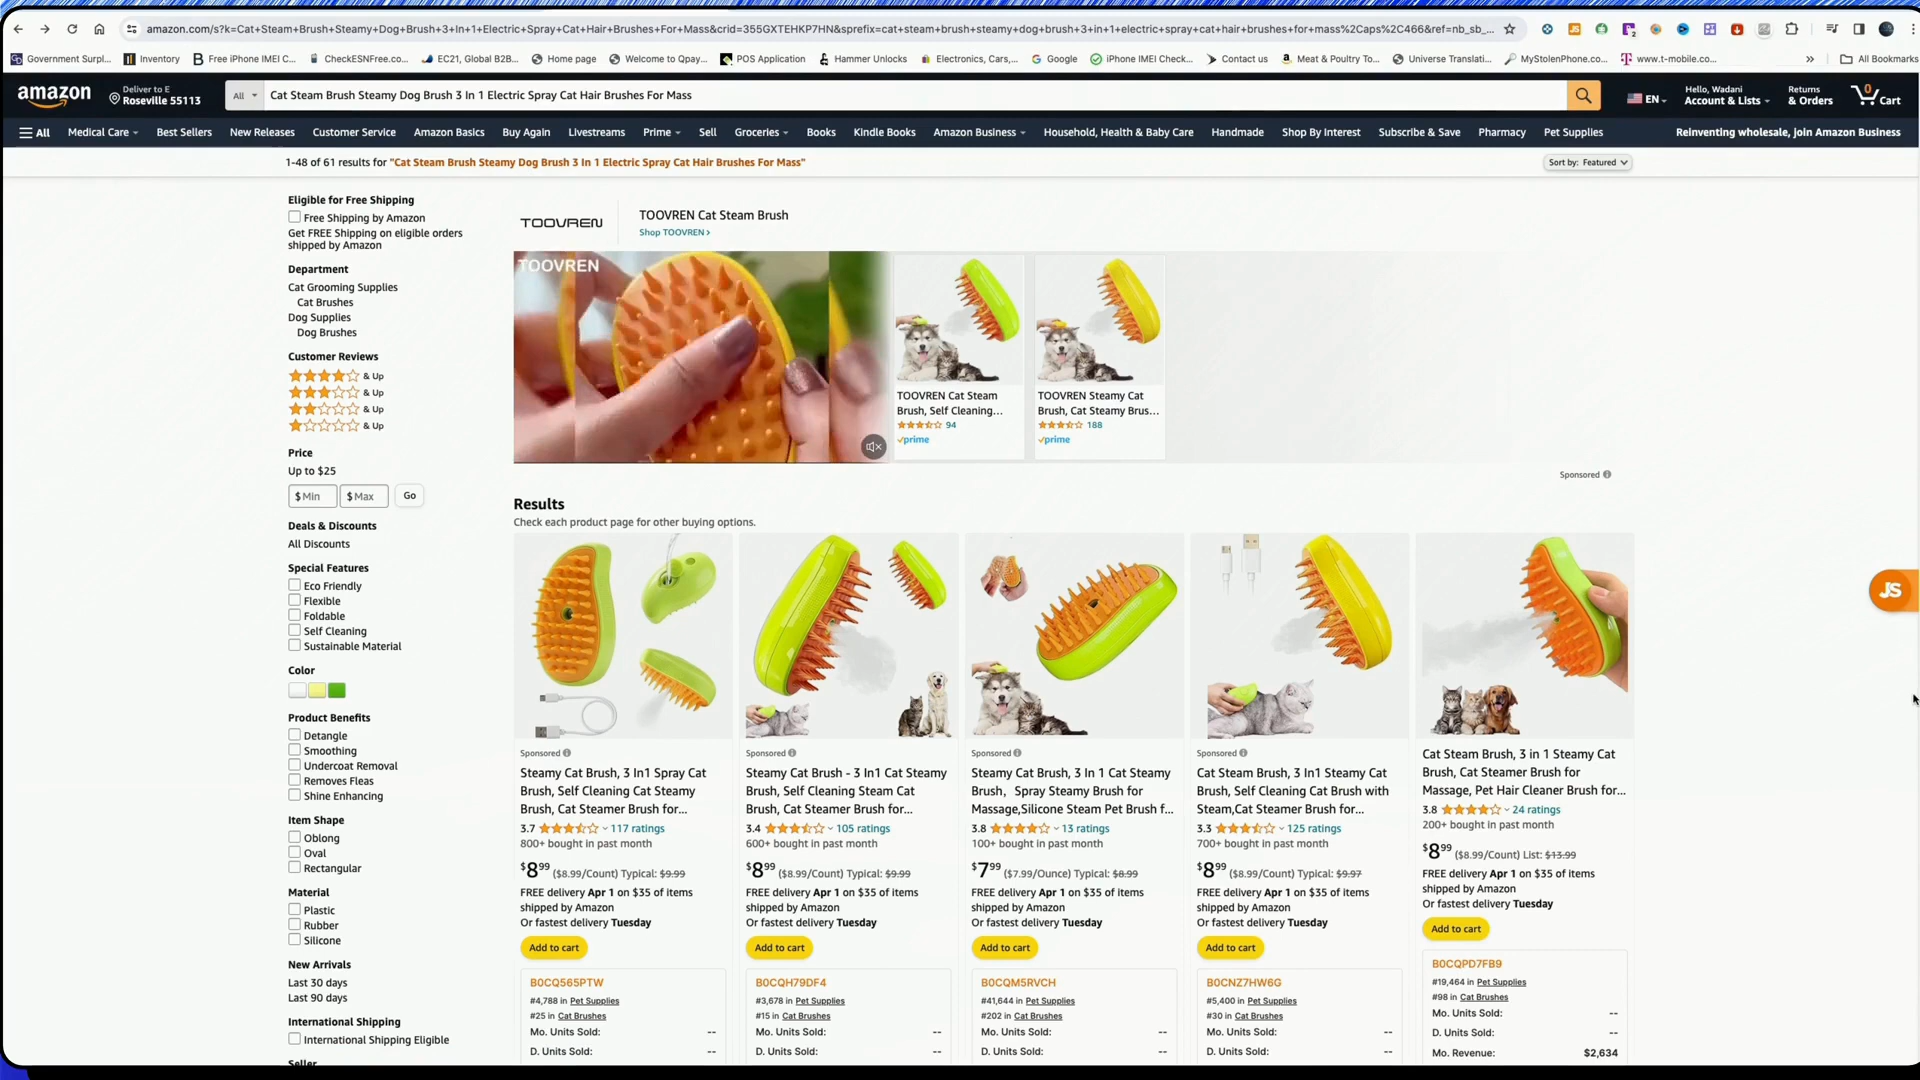 amazon.com/s?k=Cat+Steam+Brush+Steamy+Dog+Brush+3+In+1+Electric+Spray+Cat+Hair+Brushes+For+Mass&crid=355GXTEHKP7HN&sprefix=cat+steam+brush+steamy+dog+brush+3+in+1+electric+spray+cat+hair+brushes+for+mass%2Caps%2C466&ref=nb_sb_...
Government Surpl... Inventory Free iPhone IMEI C... CheckESNFree.co... EC21, Global B2B... Home page Welcome to Qpay,... POS Application Hammer Unlocks Electronics, Cars,... Google iPhone IMEI Check... Contact us Meat & Poultry To... Universe Translati... MyStolenPhone.co... www.t-mobile.co... » All Bookmarks
amazon
Deliver to E
Roseville 55113
All
Cat Steam Brush Steamy Dog Brush 3 In 1 Electric Spray Cat Hair Brushes For Mass
EN
Hello, Wadani
Account & Lists
Returns
& Orders
0
Cart
All Medical Care Best Sellers New Releases Customer Service Amazon Basics Buy Again Livestreams Prime Sell Groceries Books Kindle Books Amazon Business Household, Health & Baby Care Handmade Shop By Interest Subscribe & Save Pharmacy Pet Supplies Reinventing wholesale, join Amazon Business
1-48 of 61 results for "Cat Steam Brush Steamy Dog Brush 3 In 1 Electric Spray Cat Hair Brushes For Mass"
Sort by: Featured
Eligible for Free Shipping
Free Shipping by Amazon
Get FREE Shipping on eligible orders
shipped by Amazon
Department
Cat Grooming Supplies
Cat Brushes
Dog Supplies
Dog Brushes
Customer Reviews
& Up
& Up
& Up
& Up
Price
Up to $25
$ Min
$ Max
Go
Deals & Discounts
All Discounts
Special Features
Eco Friendly
Flexible
Foldable
Self Cleaning
Sustainable Material
Color
Product Benefits
Detangle
Smoothing
Undercoat Removal
Removes Fleas
Shine Enhancing
Item Shape
Oblong
Oval
Rectangular
Material
Plastic
Rubber
Silicone
New Arrivals
Last 30 days
Last 90 days
International Shipping
International Shipping Eligible
Seller
TOOVREN
TOOVREN Cat Steam Brush
Shop TOOVREN ›
TOOVREN
TOOVREN Cat Steam
Brush, Self Cleaning...
94
prime
TOOVREN Steamy Cat
Brush, Cat Steamy Brus...
188
prime
Sponsored
JS
Results
Check each product page for other buying options.
Sponsored
Steamy Cat Brush, 3 In1 Spray Cat
Brush, Self Cleaning Cat Steamy
Brush, Cat Steamer Brush for...
3.7 117 ratings
800+ bought in past month
$8 99 ($8.99/Count) Typical: $9.99
FREE delivery Apr 1 on $35 of items
shipped by Amazon
Or fastest delivery Tuesday
Add to cart
B0CQ565PTW
#4,788 in Pet Supplies
#25 in Cat Brushes
Mo. Units Sold: --
D. Units Sold: --
Sponsored
Steamy Cat Brush - 3 In1 Cat Steamy
Brush, Self Cleaning Steam Cat
Brush, Cat Steamer Brush for...
3.4 105 ratings
600+ bought in past month
$8 99 ($8.99/Count) Typical: $9.99
FREE delivery Apr 1 on $35 of items
shipped by Amazon
Or fastest delivery Tuesday
Add to cart
B0CQH79DF4
#3,678 in Pet Supplies
#15 in Cat Brushes
Mo. Units Sold: --
D. Units Sold: --
Sponsored
Steamy Cat Brush, 3 In 1 Cat Steamy
Brush，Spray Steamy Brush for
Massage,Silicone Steam Pet Brush f...
3.8 13 ratings
100+ bought in past month
$7 99 ($7.99/Ounce) Typical: $8.99
FREE delivery Apr 1 on $35 of items
shipped by Amazon
Or fastest delivery Tuesday
Add to cart
B0CQM5RVCH
#41,644 in Pet Supplies
#202 in Cat Brushes
Mo. Units Sold: --
D. Units Sold: --
Sponsored
Cat Steam Brush, 3 In1 Steamy Cat
Brush, Self Cleaning Cat Brush with
Steam,Cat Steamer Brush for...
3.3 125 ratings
700+ bought in past month
$8 99 ($8.99/Count) Typical: $9.97
FREE delivery Apr 1 on $35 of items
shipped by Amazon
Or fastest delivery Tuesday
Add to cart
B0CNZ7HW6G
#5,400 in Pet Supplies
#30 in Cat Brushes
Mo. Units Sold: --
D. Units Sold: --
Cat Steam Brush, 3 in 1 Steamy Cat
Brush, Cat Steamer Brush for
Massage, Pet Hair Cleaner Brush for...
3.8 24 ratings
200+ bought in past month
$8 99 ($8.99/Count) List: $13.99
FREE delivery Apr 1 on $35 of items
shipped by Amazon
Or fastest delivery Tuesday
Add to cart
B0CQPD7FB9
#19,464 in Pet Supplies
#98 in Cat Brushes
Mo. Units Sold: --
D. Units Sold: --
Mo. Revenue: $2,634